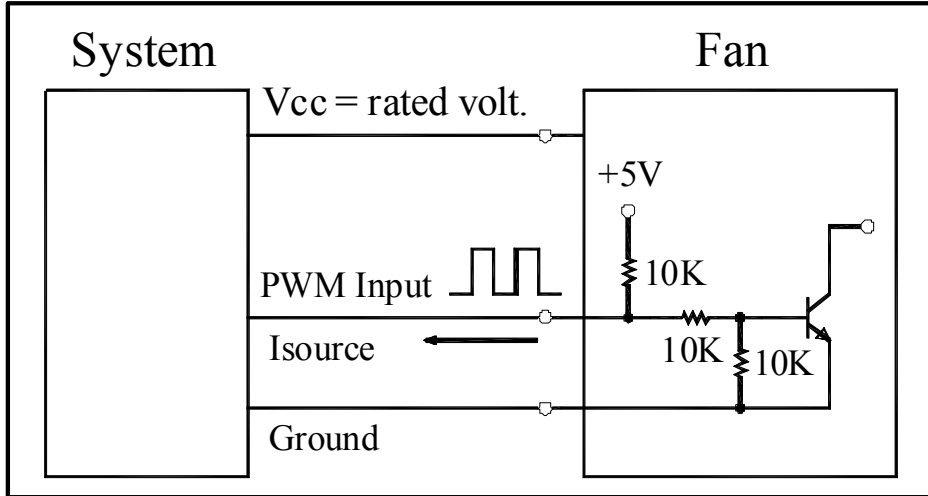 System
Fan
Vcc = rated volt.
+5V
10K
PWM Input
10K
10K
Isource
Ground